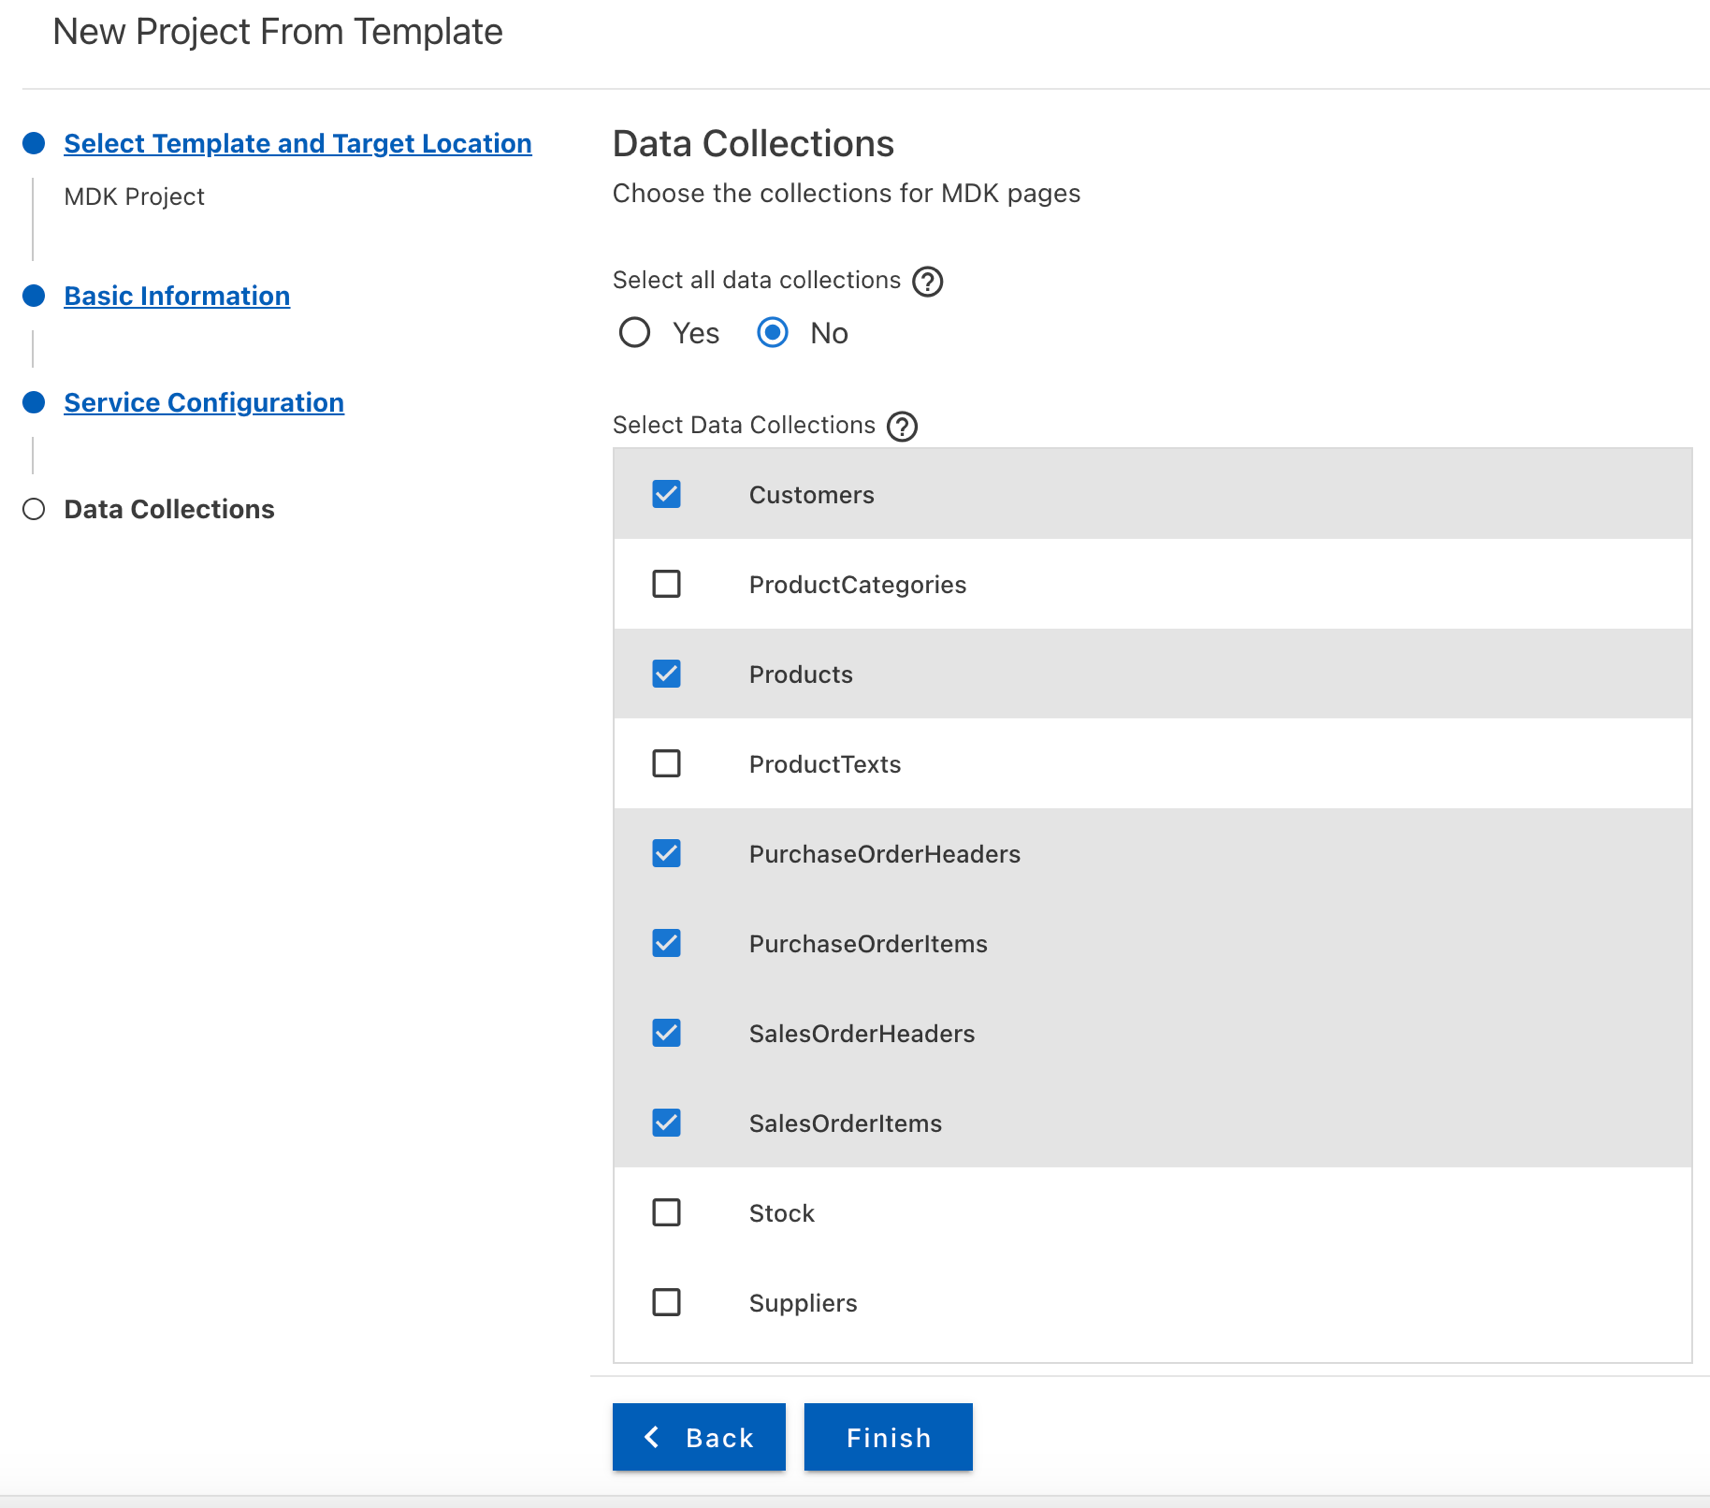 New Project From Template
Select Template and Target Location
MDK Project
Basic Information
Service Configuration
Data Collections
Data Collections
Choose the collections for MDK pages
Select all data collections ?
Yes No
Select Data Collections ?
Customers
ProductCategories
Products
ProductTexts
PurchaseOrderHeaders
PurchaseOrderItems
SalesOrderHeaders
SalesOrderItems
Stock
Suppliers
Back Finish